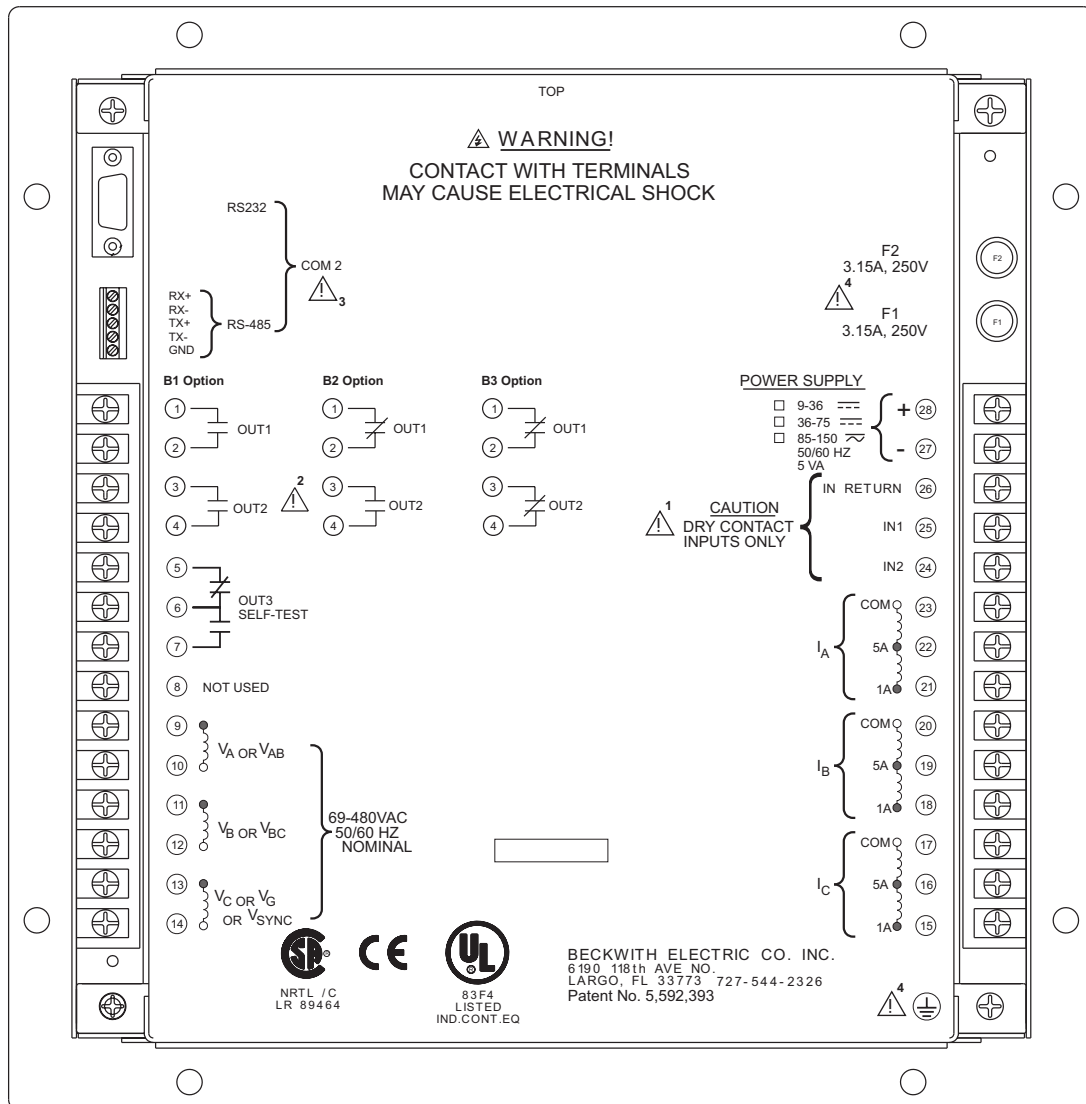 TOP
WARNING!
CONTACT WITH TERMINALS
MAY CAUSE ELECTRICAL SHOCK
RS232
COM 2
3
RX+
RX-
TX+
TX-
GND
RS-485
F2
3.15A, 250V
4
F1
3.15A, 250V
F2
F1
B1 Option
1
2
OUT1
3
4
OUT2
2
B2 Option
1
2
OUT1
3
4
OUT2
B3 Option
1
2
OUT1
3
4
OUT2
5
6
7
OUT3
SELF-TEST
8 NOT USED
9
10
VA OR VAB
11
12
VB OR VBC
13
14
VC OR VG
OR VSYNC
69-480VAC
50/60 HZ
NOMINAL
POWER SUPPLY
9-36
36-75
85-150
50/60 HZ
5 VA
+ 28
- 27
1
CAUTION
DRY CONTACT
INPUTS ONLY
IN RETURN 26
IN1 25
IN2 24
IA
COM 23
5A 22
1A 21
IB
COM 20
5A 19
1A 18
IC
COM 17
5A 16
1A 15
SA ®
NRTL /C
LR 89464
CE
UL ®
83F4
LISTED
IND.CONT.EQ
BECKWITH ELECTRIC CO. INC.
6190 118th AVE NO.
LARGO, FL 33773 727-544-2326
Patent No. 5,592,393
4